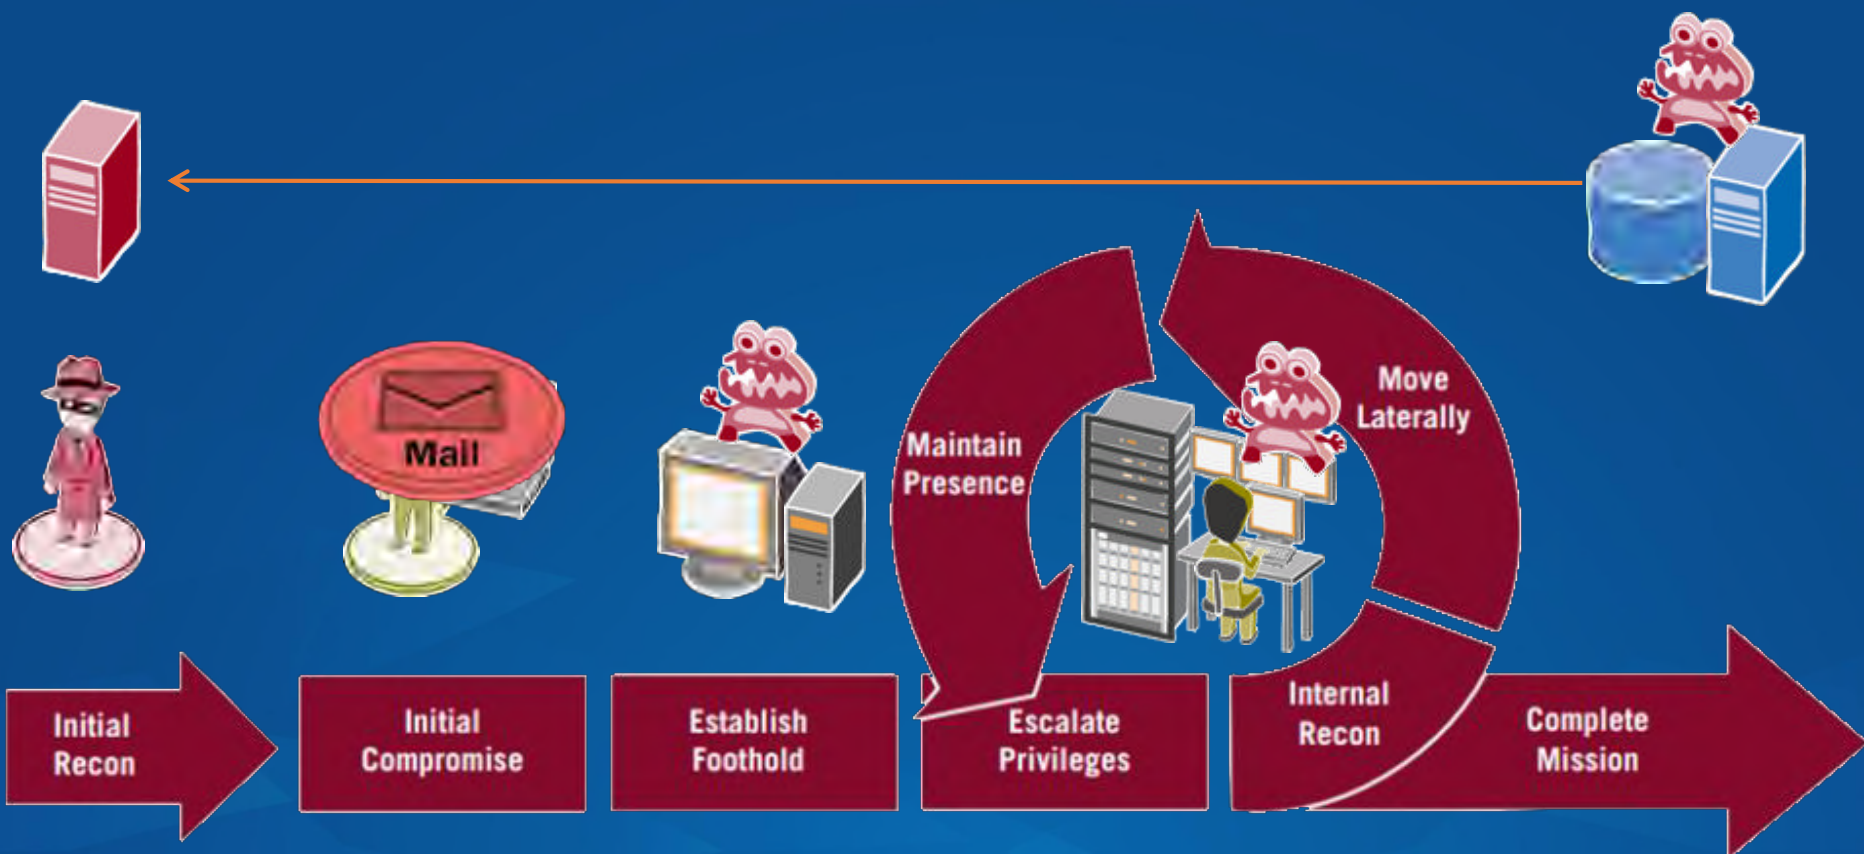 Mail
Move
Laterally
Maintain
Presence
Initial
Recon
Initial
Compromise
Establish
Foothold
Escalate
Privileges
Internal
Recon
Complete
Mission